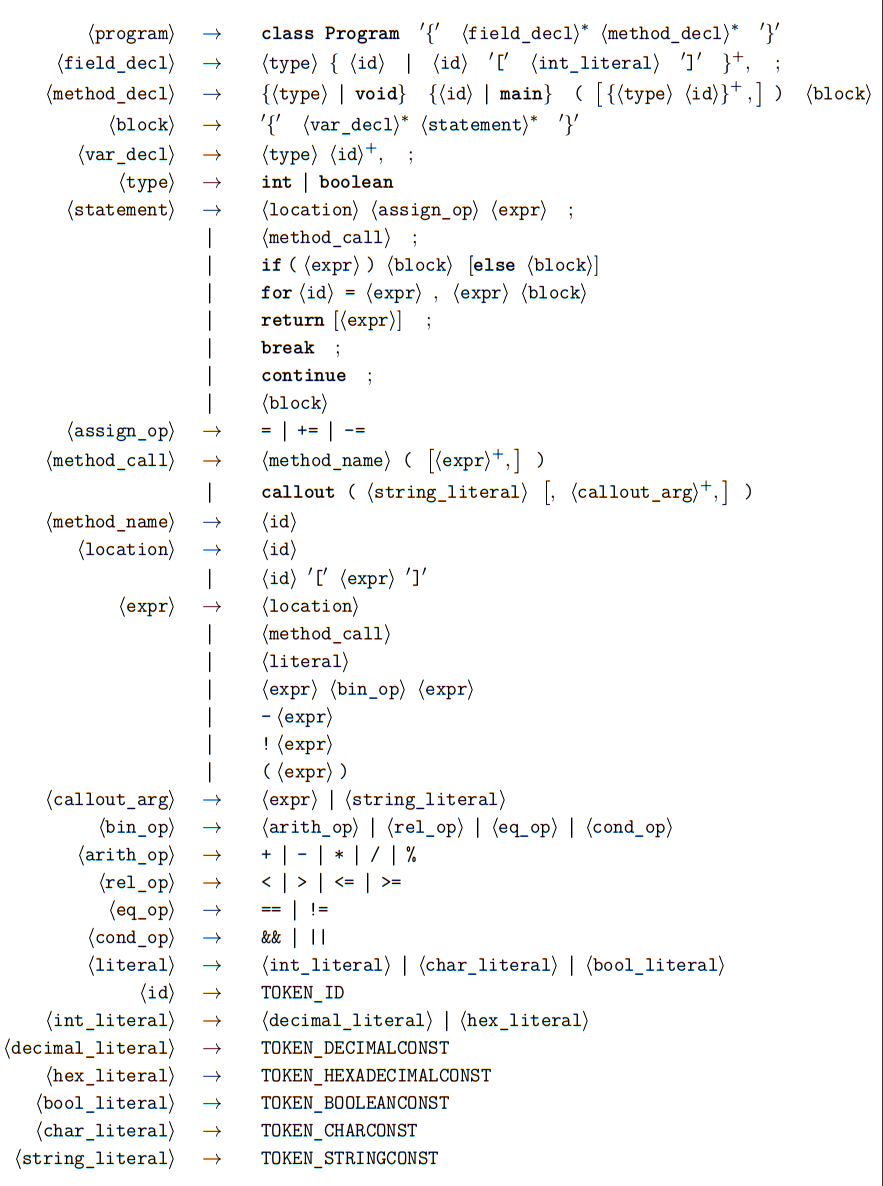 ⟨program⟩ → class Program '{' ⟨field_decl⟩* ⟨method_decl⟩* '}'
⟨field_decl⟩ → ⟨type⟩ { ⟨id⟩ | ⟨id⟩ '[' ⟨int_literal⟩ ']' }⁺, ;
⟨method_decl⟩ → {⟨type⟩ | void} {⟨id⟩ | main} ( [{⟨type⟩ ⟨id⟩}⁺,] ) ⟨block⟩
⟨block⟩ → '{' ⟨var_decl⟩* ⟨statement⟩* '}'
⟨var_decl⟩ → ⟨type⟩ ⟨id⟩⁺, ;
⟨type⟩ → int | boolean
⟨statement⟩ → ⟨location⟩ ⟨assign_op⟩ ⟨expr⟩ ;
| ⟨method_call⟩ ;
| if ( ⟨expr⟩ ) ⟨block⟩ [else ⟨block⟩]
| for ⟨id⟩ = ⟨expr⟩ , ⟨expr⟩ ⟨block⟩
| return [⟨expr⟩] ;
| break ;
| continue ;
| ⟨block⟩
⟨assign_op⟩ → = | += | -=
⟨method_call⟩ → ⟨method_name⟩ ( [⟨expr⟩⁺,] )
| callout ( ⟨string_literal⟩ [, ⟨callout_arg⟩⁺,] )
⟨method_name⟩ → ⟨id⟩
⟨location⟩ → ⟨id⟩
| ⟨id⟩ '[' ⟨expr⟩ ']'
⟨expr⟩ → ⟨location⟩
| ⟨method_call⟩
| ⟨literal⟩
| ⟨expr⟩ ⟨bin_op⟩ ⟨expr⟩
| - ⟨expr⟩
| ! ⟨expr⟩
| ( ⟨expr⟩ )
⟨callout_arg⟩ → ⟨expr⟩ | ⟨string_literal⟩
⟨bin_op⟩ → ⟨arith_op⟩ | ⟨rel_op⟩ | ⟨eq_op⟩ | ⟨cond_op⟩
⟨arith_op⟩ → + | - | * | / | %
⟨rel_op⟩ → < | > | <= | >=
⟨eq_op⟩ → == | !=
⟨cond_op⟩ → && | ||
⟨literal⟩ → ⟨int_literal⟩ | ⟨char_literal⟩ | ⟨bool_literal⟩
⟨id⟩ → TOKEN_ID
⟨int_literal⟩ → ⟨decimal_literal⟩ | ⟨hex_literal⟩
⟨decimal_literal⟩ → TOKEN_DECIMALCONST
⟨hex_literal⟩ → TOKEN_HEXADECIMALCONST
⟨bool_literal⟩ → TOKEN_BOOLEANCONST
⟨char_literal⟩ → TOKEN_CHARCONST
⟨string_literal⟩ → TOKEN_STRINGCONST